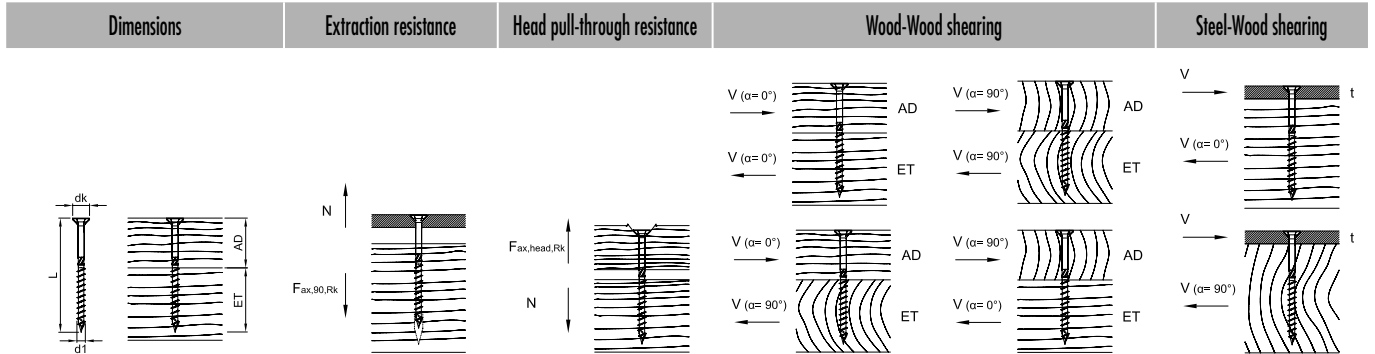 Dimensions
Extraction resistance
Head pull-through resistance
Wood-Wood shearing
Steel-Wood shearing
dk
L
d1
AD
ET
N
Fax,90,Rk
Fax,head,Rk
N
V (α= 0°)
AD
V (α= 0°)
ET
V (α= 90°)
AD
V (α= 90°)
ET
V (α= 0°)
AD
V (α= 90°)
ET
V (α= 90°)
AD
V (α= 0°)
ET
V
t
V (α= 0°)
V
t
V (α= 90°)